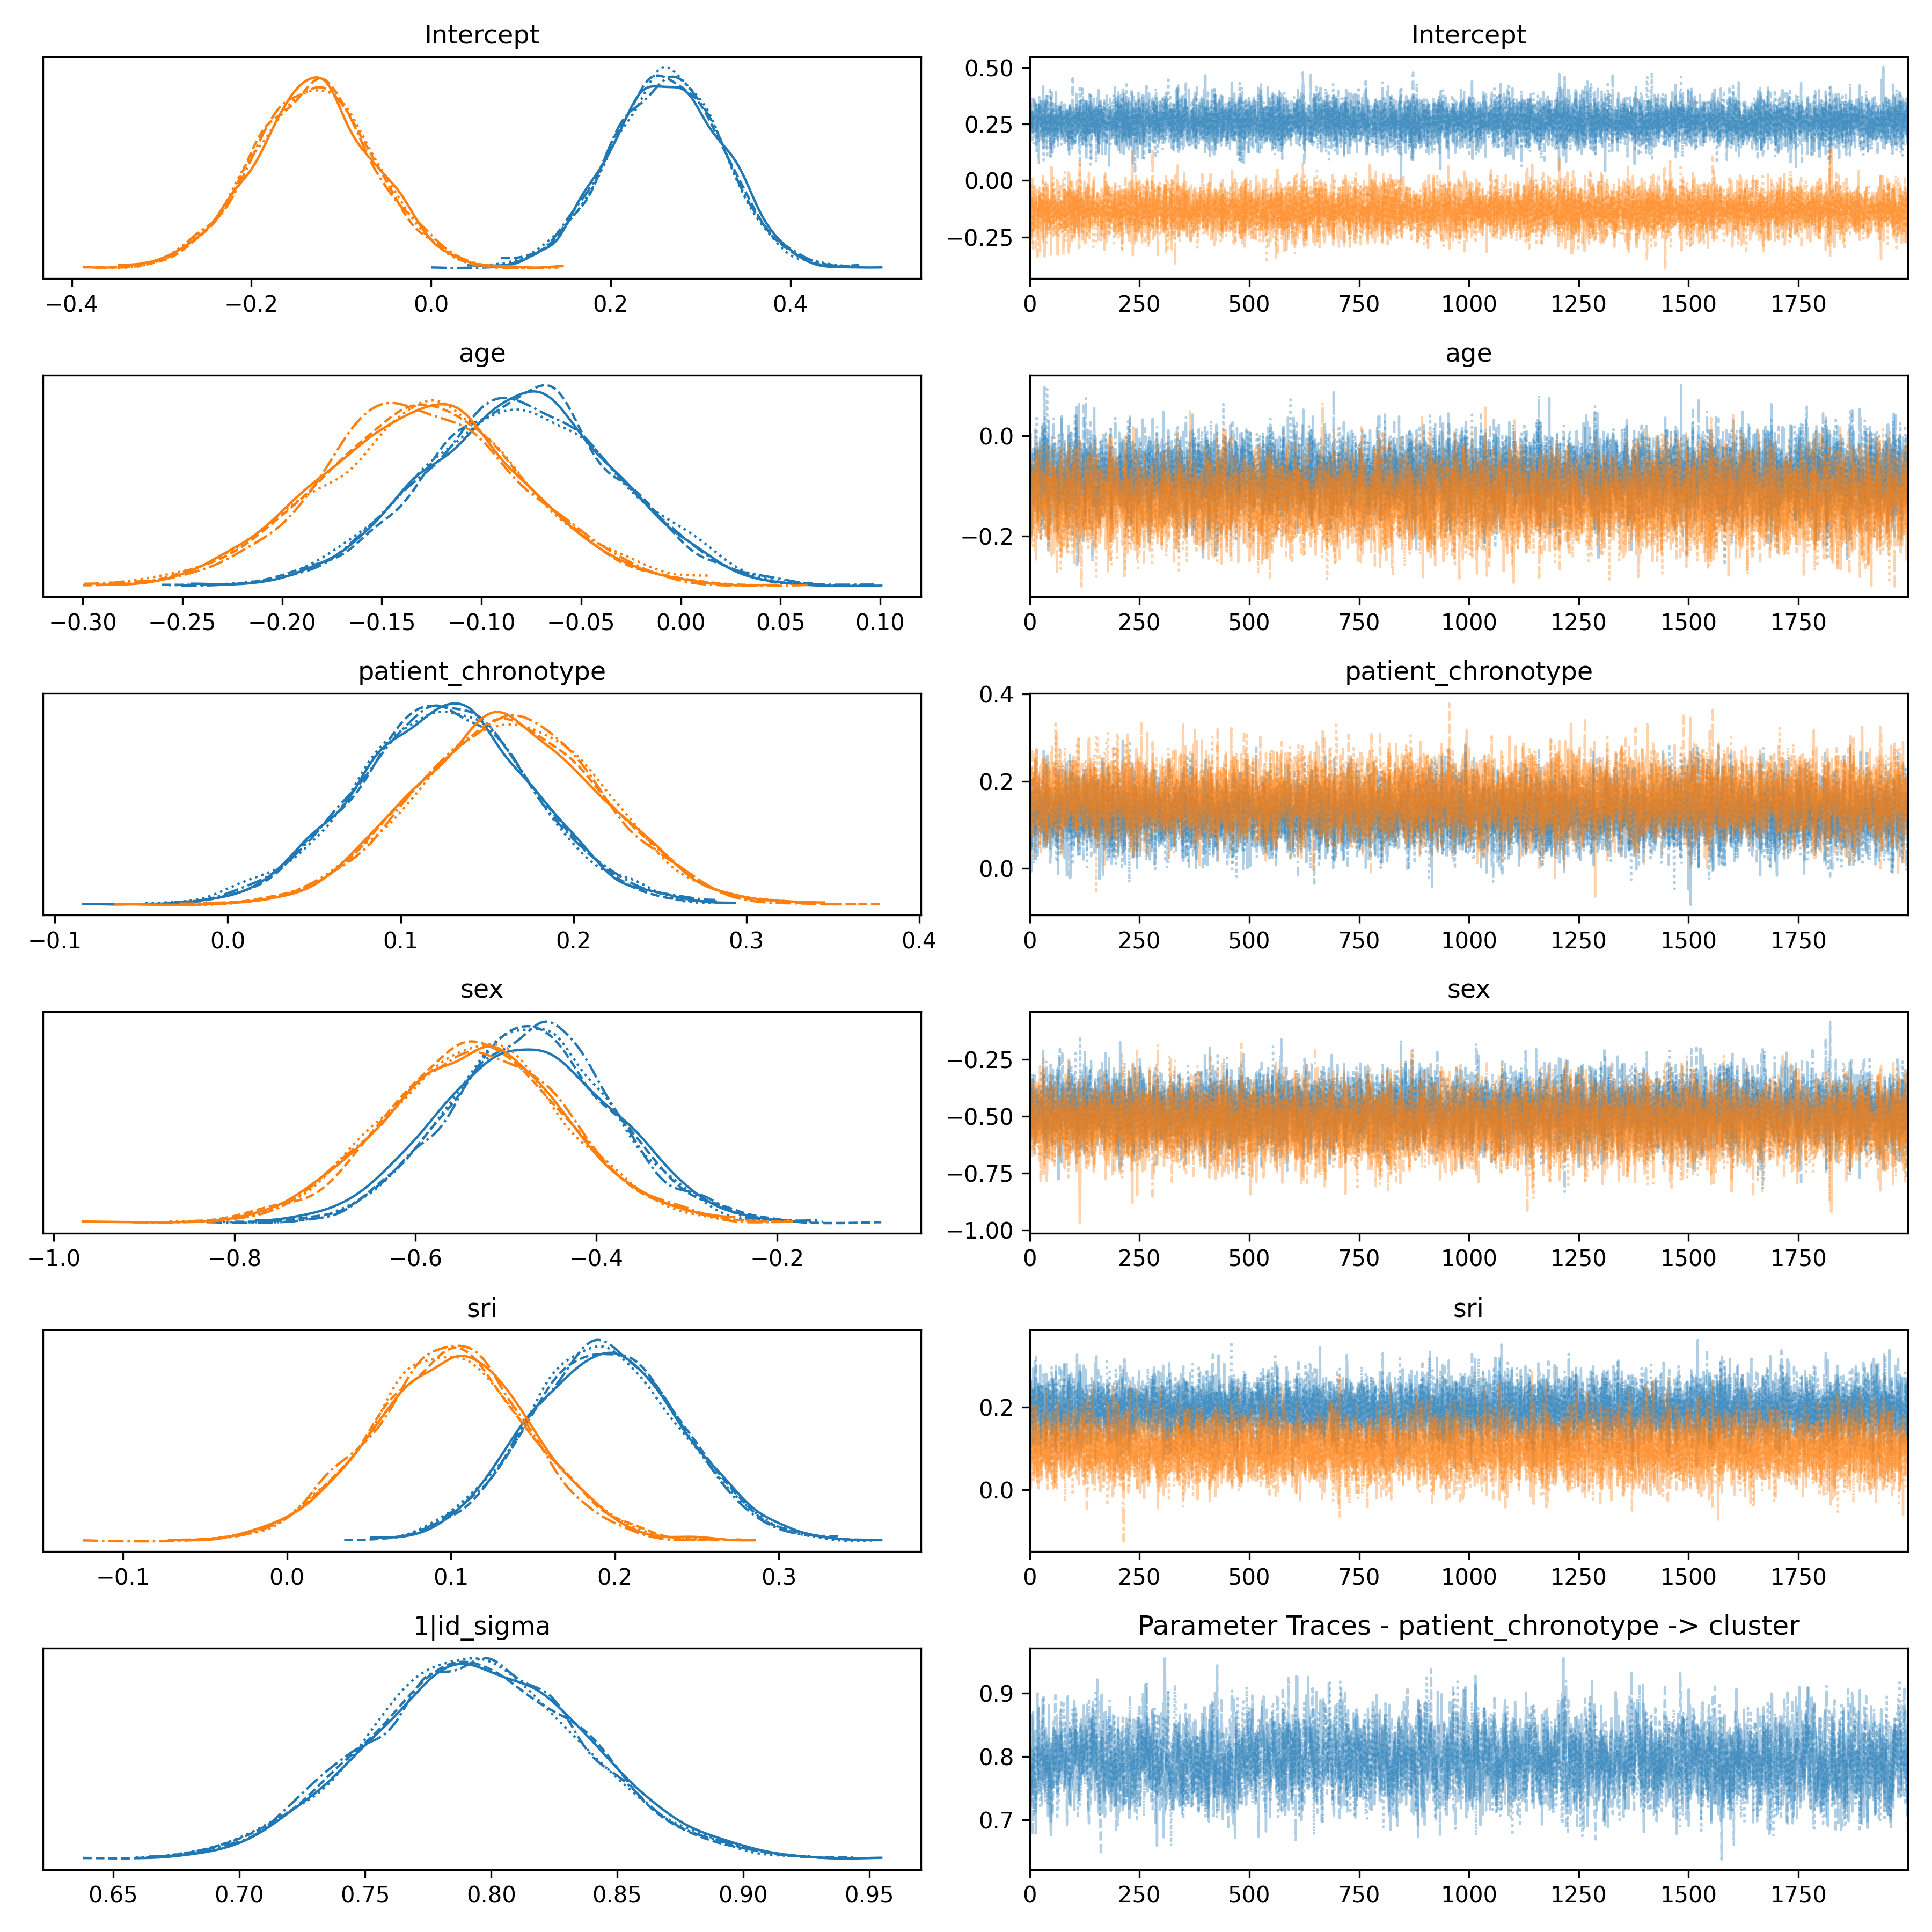 Intercept Intercept
0.50
0.25
0.00
−0.25
−0.4 −0.2 0.0 0.2 0.4 0 250 500 750 1000 1250 1500 1750
age age
0.0
−0.2
−0.30 −0.25 −0.20 −0.15 −0.10 −0.05 0.00 0.05 0.10 0 250 500 750 1000 1250 1500 1750
patient_chronotype patient_chronotype
0.4
0.2
0.0
−0.1 0.0 0.1 0.2 0.3 0.4 0 250 500 750 1000 1250 1500 1750
sex sex
−0.25
−0.50
−0.75
−1.00
−1.0 −0.8 −0.6 −0.4 −0.2 0 250 500 750 1000 1250 1500 1750
sri sri
0.2
0.0
−0.1 0.0 0.1 0.2 0.3 0 250 500 750 1000 1250 1500 1750
1|id_sigma Parameter Traces - patient_chronotype -> cluster
0.9
0.8
0.7
0.65 0.70 0.75 0.80 0.85 0.90 0.95 0 250 500 750 1000 1250 1500 1750